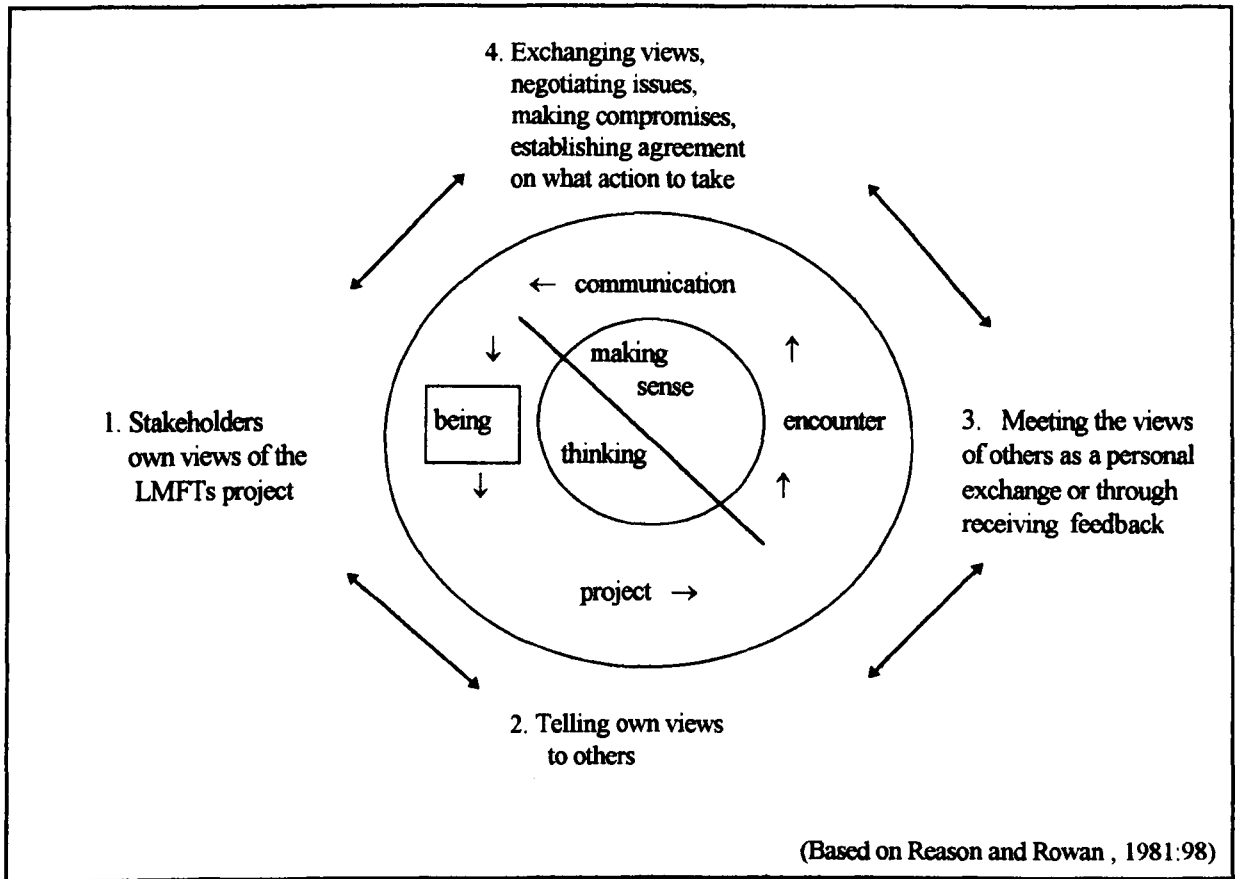 4. Exchanging views,
negotiating issues,
making compromises,
establishing agreement
on what action to take
← communication
↓
↑
making
sense
1. Stakeholders
own views of the
LMFTs project
being
encounter
3. Meeting the views
of others as a personal
exchange or through
receiving feedback
thinking
↓
↑
project →
2. Telling own views
to others
(Based on Reason and Rowan , 1981:98)